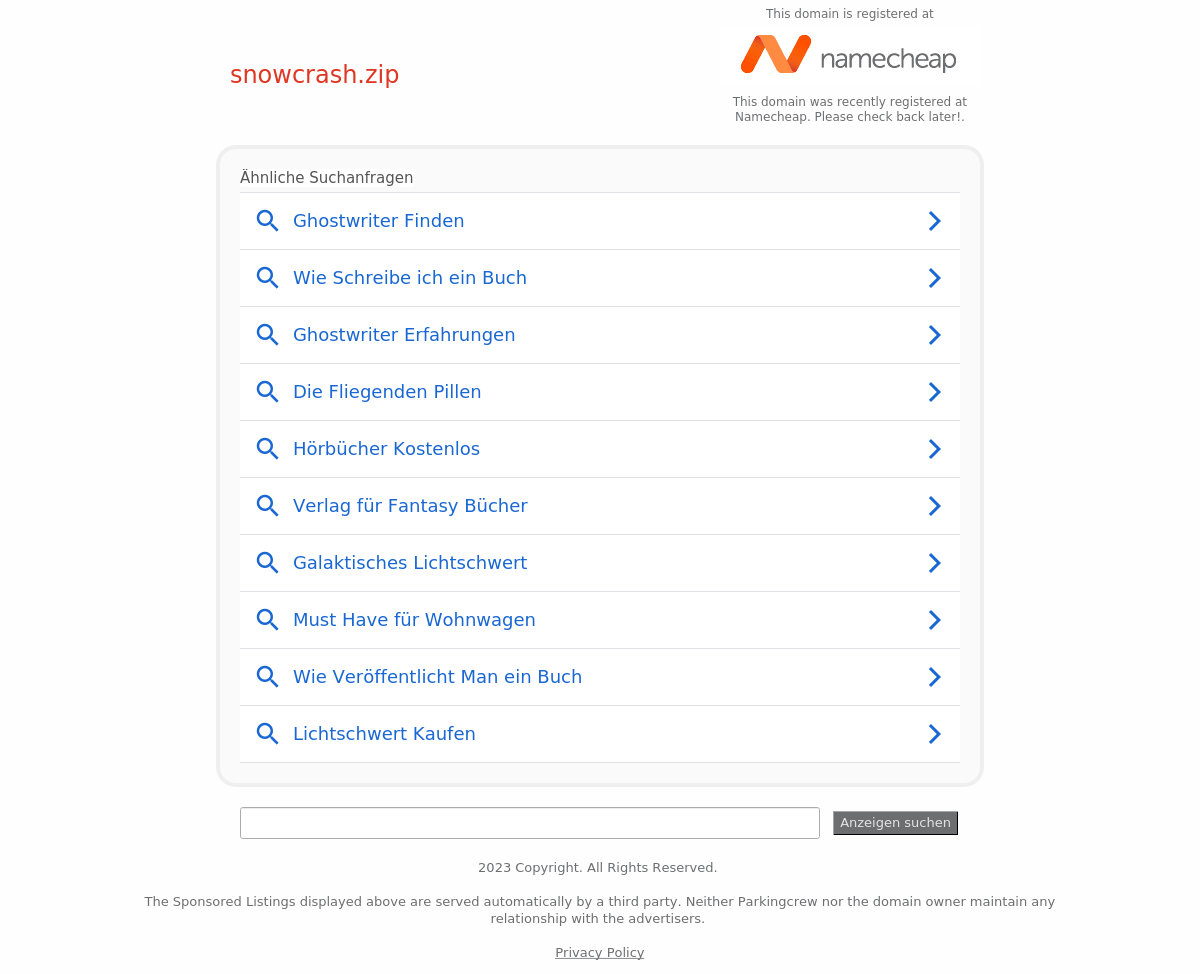 This domain is registered at
namecheap
snowcrash.zip
This domain was recently registered at
Namecheap. Please check back later!.
Ähnliche Suchanfragen
Ghostwriter Finden
Wie Schreibe ich ein Buch
Ghostwriter Erfahrungen
Die Fliegenden Pillen
Hörbücher Kostenlos
Verlag für Fantasy Bücher
Galaktisches Lichtschwert
Must Have für Wohnwagen
Wie Veröffentlicht Man ein Buch
Lichtschwert Kaufen
Anzeigen suchen
2023 Copyright. All Rights Reserved.
The Sponsored Listings displayed above are served automatically by a third party. Neither Parkingcrew nor the domain owner maintain any
relationship with the advertisers.
Privacy Policy